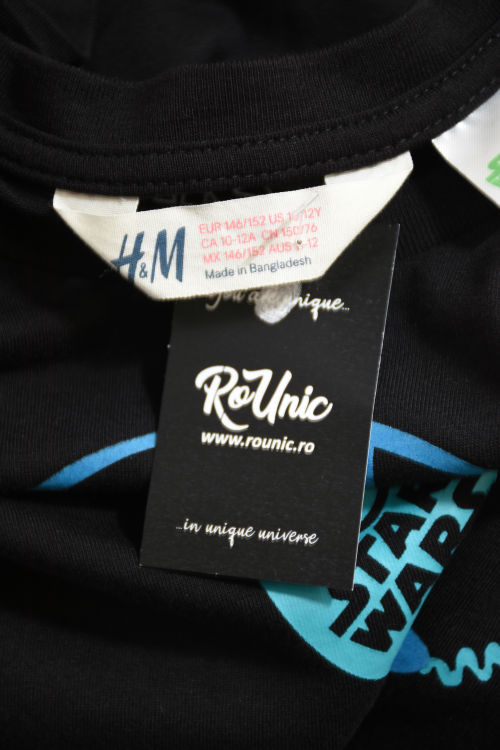 H&M
EUR 146/152 US 10-12Y
CA 10-12A CN 150/76
MX 146/152 AUS 10-12
Made in Bangladesh
you are unique...
RoUnic
www.rounic.ro
...in unique universe
STAR
WAR